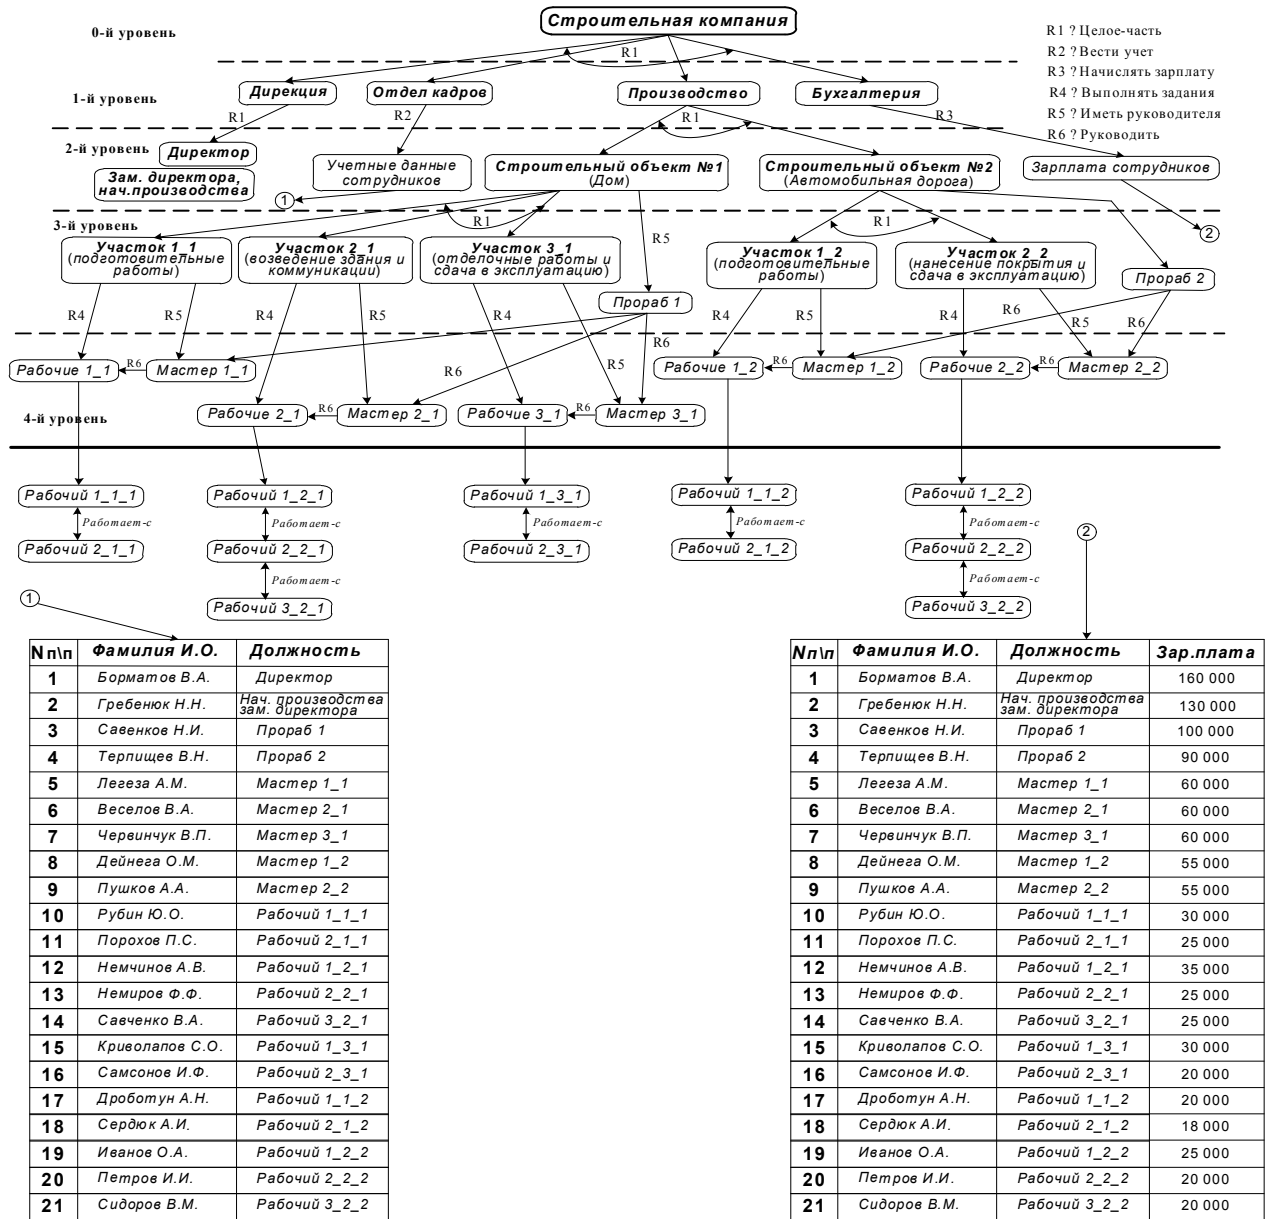 Строительная компания
0-й уровень
R1 ? Целое-часть
R2 ? Вести учет
R3 ? Начислять зарплату
R4 ? Выполнять задания
R5 ? Иметь руководителя
R6 ? Руководить
R1
1-й уровень
Дирекция
Отдел кадров
Производство
Бухгалтерия
R1
R2
R1
R3
2-й уровень
Директор
Зам. директора,
нач.производства
Учетные данные
сотрудников
Строительный объект №1
(Дом)
Строительный объект №2
(Автомобильная дорога)
Зарплата сотрудников
1
2
3-й уровень
R1
R5
R1
Участок 1_1
(подготовительные
работы)
Участок 2_1
(возведение здания и
коммуникации)
Участок 3_1
(отделочные работы и
сдача в эксплуатацию)
Участок 1_2
(подготовительные
работы)
Участок 2_2
(нанесение покрытия и
сдача в эксплуатацию)
Прораб 1
Прораб 2
R4
R5
R4
R5
R4
R5
R6
R4
R5
R4
R6
R5
R6
R6
4-й уровень
Рабочие 1_1
R6
Мастер 1_1
Рабочие 2_1
R6
Мастер 2_1
Рабочие 3_1
R6
Мастер 3_1
Рабочие 1_2
R6
Мастер 1_2
Рабочие 2_2
R6
Мастер 2_2
Рабочий 1_1_1
Работает-с
Рабочий 2_1_1
Рабочий 1_2_1
Работает-с
Рабочий 2_2_1
Работает-с
Рабочий 3_2_1
Рабочий 1_3_1
Работает-с
Рабочий 2_3_1
Рабочий 1_1_2
Работает-с
Рабочий 2_1_2
Рабочий 1_2_2
Работает-с
Рабочий 2_2_2
Работает-с
Рабочий 3_2_2
1
N п\п Фамилия И.О. Должность
1 Борматов В.А. Директор
2 Гребенюк Н.Н. Нач. производства зам. директора
3 Савенков Н.И. Прораб 1
4 Терпищев В.Н. Прораб 2
5 Легеза А.М. Мастер 1_1
6 Веселов В.А. Мастер 2_1
7 Червинчук В.П. Мастер 3_1
8 Дейнега О.М. Мастер 1_2
9 Пушков А.А. Мастер 2_2
10 Рубин Ю.О. Рабочий 1_1_1
11 Порохов П.С. Рабочий 2_1_1
12 Немчинов А.В. Рабочий 1_2_1
13 Немиров Ф.Ф. Рабочий 2_2_1
14 Савченко В.А. Рабочий 3_2_1
15 Криволапов С.О. Рабочий 1_3_1
16 Самсонов И.Ф. Рабочий 2_3_1
17 Дроботун А.Н. Рабочий 1_1_2
18 Сердюк А.И. Рабочий 2_1_2
19 Иванов О.А. Рабочий 1_2_2
20 Петров И.И. Рабочий 2_2_2
21 Сидоров В.М. Рабочий 3_2_2
2
Nп\п Фамилия И.О. Должность Зар.плата
1 Борматов В.А. Директор 160 000
2 Гребенюк Н.Н. Нач. производства зам. директора 130 000
3 Савенков Н.И. Прораб 1 100 000
4 Терпищев В.Н. Прораб 2 90 000
5 Легеза А.М. Мастер 1_1 60 000
6 Веселов В.А. Мастер 2_1 60 000
7 Червинчук В.П. Мастер 3_1 60 000
8 Дейнега О.М. Мастер 1_2 55 000
9 Пушков А.А. Мастер 2_2 55 000
10 Рубин Ю.О. Рабочий 1_1_1 30 000
11 Порохов П.С. Рабочий 2_1_1 25 000
12 Немчинов А.В. Рабочий 1_2_1 35 000
13 Немиров Ф.Ф. Рабочий 2_2_1 25 000
14 Савченко В.А. Рабочий 3_2_1 25 000
15 Криволапов С.О. Рабочий 1_3_1 30 000
16 Самсонов И.Ф. Рабочий 2_3_1 20 000
17 Дроботун А.Н. Рабочий 1_1_2 20 000
18 Сердюк А.И. Рабочий 2_1_2 18 000
19 Иванов О.А. Рабочий 1_2_2 25 000
20 Петров И.И. Рабочий 2_2_2 20 000
21 Сидоров В.М. Рабочий 3_2_2 20 000